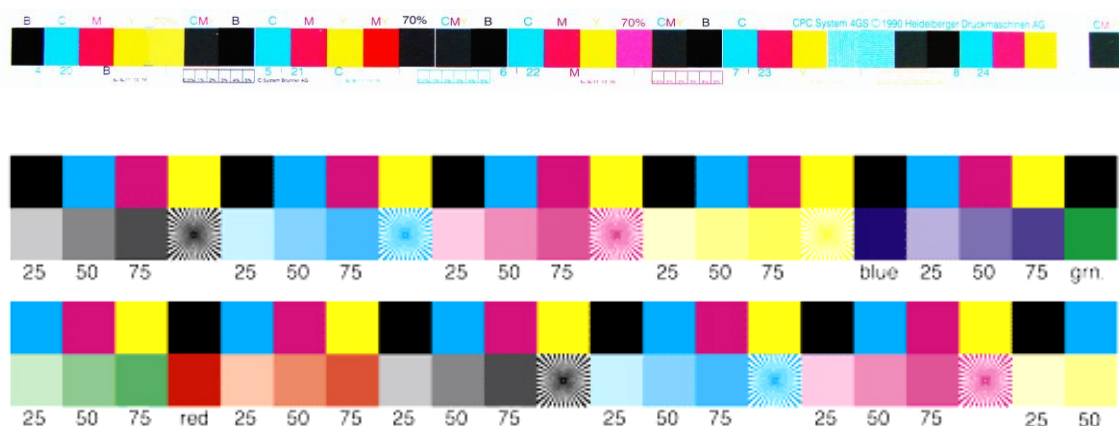 B C M Y 70% CMY B C M Y MY 70% CMY B C M Y 70% CMY B C CPC System 4GS © 1990 Heidelberger Druckmaschinen AG CM
4 20 B 5 21 C 6 22 M 7 23 Y 8 24
C System Brunner AG
25 50 75 25 50 75 25 50 75 25 50 75 blue 25 50 75 grn.
25 50 75 red 25 50 75 25 50 75 25 50 75 25 50 75 25 50